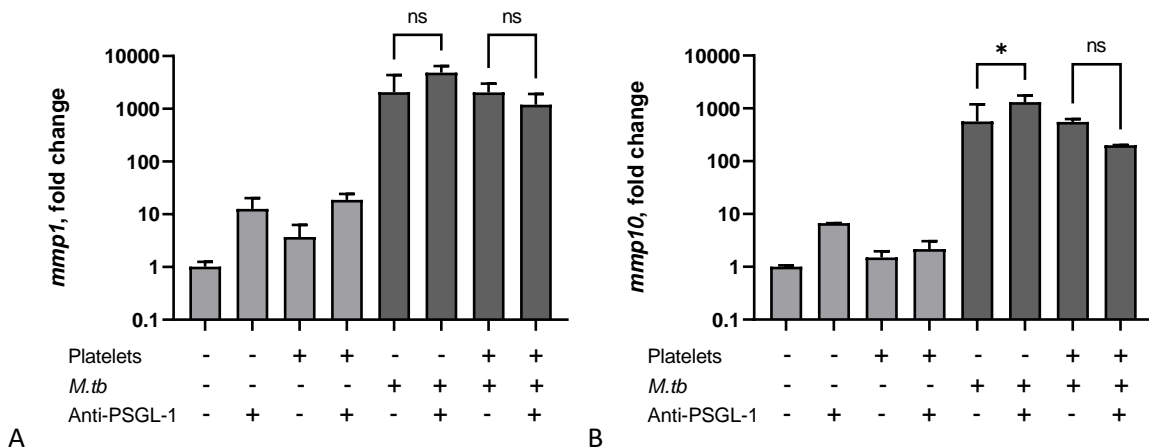 ns
ns
10000
1000
100
10
1
0.1
mmp1, fold change
Platelets - - + + - - + +
M.tb - - - - + + + +
Anti-PSGL-1 - + - + - + - +
A
*
ns
10000
1000
100
10
1
0.1
mmp10, fold change
Platelets - - + + - - + +
M.tb - - - - + + + +
Anti-PSGL-1 - + - + - + - +
B